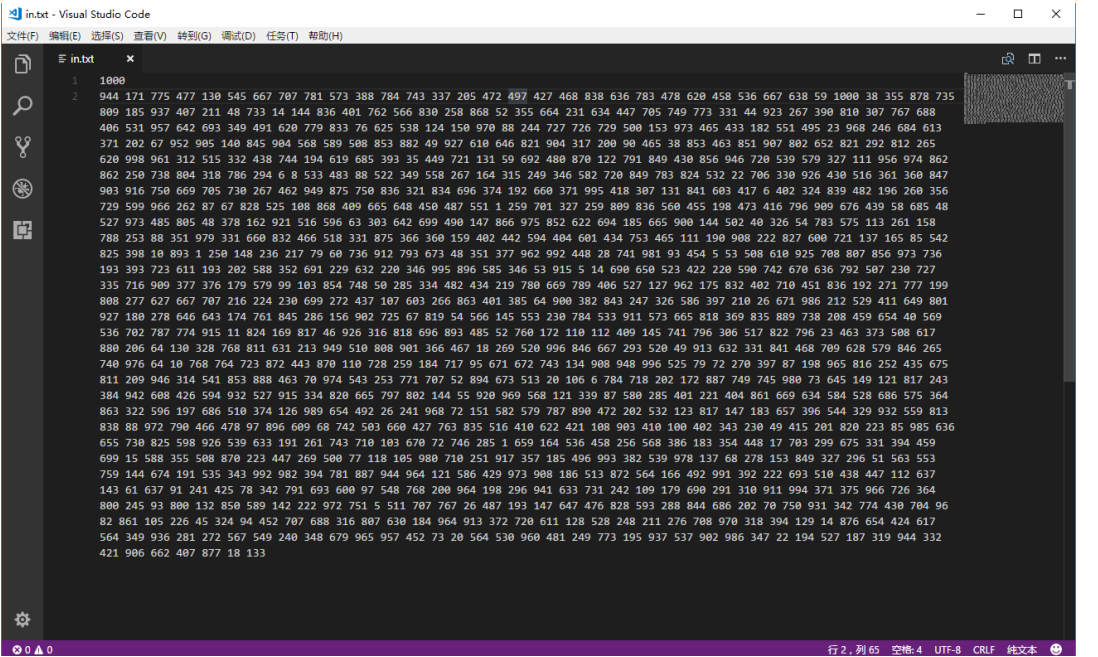 in.txt - Visual Studio Code
文件(F) 编辑(E) 选择(S) 查看(V) 转到(G) 调试(D) 任务(T) 帮助(H)
in.txt
1 1000
2 944 171 775 477 130 545 667 707 781 573 388 784 743 337 205 472 497 427 468 838 636 783 478 620 458 536 667 638 59 1000 38 355 878 735
809 185 937 407 211 48 733 14 144 836 401 762 566 830 258 868 52 355 664 231 634 447 705 749 773 331 44 923 267 390 810 307 767 688
406 531 957 642 693 349 491 620 779 833 76 625 538 124 150 970 88 244 727 726 729 500 153 973 465 433 182 551 495 23 968 246 684 613
371 202 67 952 905 140 845 904 568 589 508 853 882 49 927 610 646 821 904 317 200 90 465 38 853 463 851 907 802 652 821 292 812 265
620 998 961 312 515 332 438 744 194 619 685 393 35 449 721 131 59 692 480 870 122 791 849 430 856 946 720 539 579 327 111 956 974 862
862 250 738 804 318 786 294 6 8 533 483 88 522 349 558 267 164 315 249 346 582 720 849 783 824 532 22 706 330 926 430 516 361 360 847
903 916 750 669 705 730 267 462 949 875 750 836 321 834 696 374 192 660 371 995 418 307 131 841 603 417 6 402 324 839 482 196 260 356
729 599 966 262 87 67 828 525 108 868 409 665 648 450 487 551 1 259 701 327 259 809 836 560 455 198 473 416 796 909 676 439 58 685 48
527 973 485 805 48 378 162 921 516 596 63 303 642 699 490 147 866 975 852 622 694 185 665 900 144 502 40 326 54 783 575 113 261 158
788 253 88 351 979 331 660 832 466 518 331 875 366 360 159 402 442 594 404 601 434 753 465 111 190 908 222 827 600 721 137 165 85 542
825 398 10 893 1 250 148 236 217 79 60 736 912 793 673 48 351 377 962 992 448 28 741 981 93 454 5 53 508 610 925 708 807 856 973 736
193 393 723 611 193 202 588 352 691 229 632 220 346 995 896 585 346 53 915 5 14 690 650 523 422 220 590 742 670 636 792 507 230 727
335 716 909 377 376 179 579 99 103 854 748 50 285 334 482 434 219 780 669 789 406 527 127 962 175 832 402 710 451 836 192 271 777 199
808 277 627 667 707 216 224 230 699 272 437 107 603 266 863 401 385 64 900 382 843 247 326 586 397 210 26 671 986 212 529 411 649 801
927 180 278 646 643 174 761 845 286 156 902 725 67 819 54 566 145 553 230 784 533 911 573 665 818 369 835 889 738 208 459 654 40 569
536 702 787 774 915 11 824 169 817 46 926 316 818 696 893 485 52 760 172 110 112 409 145 741 796 306 517 822 796 23 463 373 508 617
880 206 64 130 328 768 811 631 213 949 510 808 901 366 467 18 269 520 996 846 667 293 520 49 913 632 331 841 468 709 628 579 846 265
740 976 64 10 768 764 723 872 443 870 110 728 259 184 717 95 671 672 743 134 908 948 996 525 79 72 270 397 87 198 965 816 252 435 675
811 209 946 314 541 853 888 463 70 974 543 253 771 707 52 894 673 513 20 106 6 784 718 202 172 887 749 745 980 73 645 149 121 817 243
384 942 608 426 594 932 527 915 334 820 665 797 802 144 55 920 969 568 121 339 87 580 285 401 221 404 861 669 634 584 528 686 575 364
863 322 596 197 686 510 374 126 989 654 492 26 241 968 72 151 582 579 787 890 472 202 532 123 817 147 183 657 396 544 329 932 559 813
838 88 972 790 466 478 97 896 609 68 742 503 660 427 763 835 516 410 622 421 108 903 410 100 402 343 230 49 415 201 820 223 85 985 636
655 730 825 598 926 539 633 191 261 743 710 103 670 72 746 285 1 659 164 536 458 256 568 386 183 354 448 17 703 299 675 331 394 459
699 15 588 355 508 870 223 447 269 500 77 118 105 980 710 251 917 357 185 496 993 382 539 978 137 68 278 153 849 327 296 51 563 553
759 144 674 191 535 343 992 982 394 781 887 944 964 121 586 429 973 908 186 513 872 564 166 492 991 392 222 693 510 438 447 112 637
143 61 637 91 241 425 78 342 791 693 600 97 548 768 200 964 198 296 941 633 731 242 109 179 690 291 310 911 994 371 375 966 726 364
800 245 93 800 132 850 589 142 222 972 751 5 511 707 767 26 487 193 147 647 476 828 593 288 844 686 202 70 750 931 342 774 430 704 96
82 861 105 226 45 324 94 452 707 688 316 807 630 184 964 913 372 720 611 128 528 248 211 276 708 970 318 394 129 14 876 654 424 617
564 349 936 281 272 567 549 240 348 679 965 957 452 73 20 564 530 960 481 249 773 195 937 537 902 986 347 22 194 527 187 319 944 332
421 906 662 407 877 18 133
0 0 行 2，列 65 空格: 4 UTF-8 CRLF 纯文本